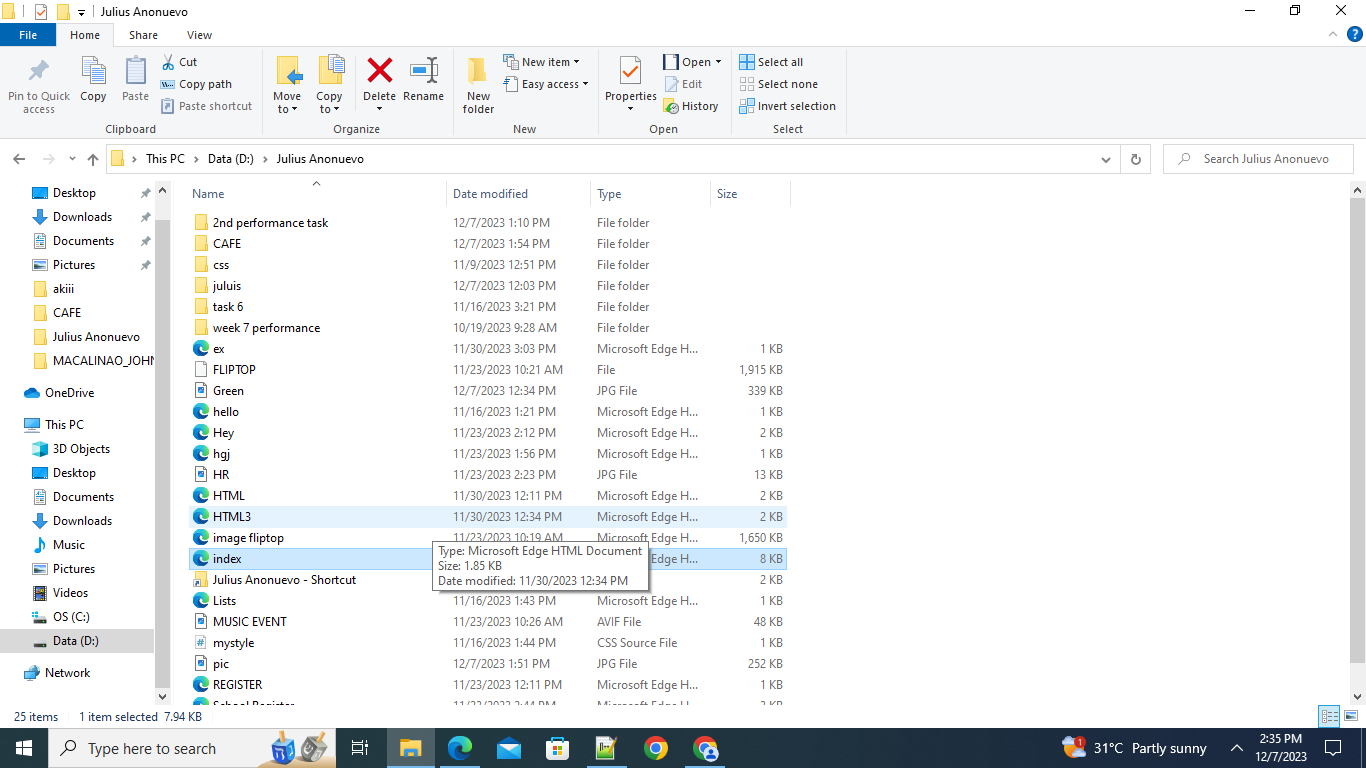 Julius Anonuevo
File Home Share View
Pin to Quick access
Copy
Paste
Cut
Copy path
Paste shortcut
Clipboard
Move to
Copy to
Delete
Rename
Organize
New folder
New item
Easy access
New
Properties
Open
Edit
History
Open
Select all
Select none
Invert selection
Select
This PC > Data (D:) > Julius Anonuevo
Search Julius Anonuevo
Desktop
Downloads
Documents
Pictures
akiii
CAFE
Julius Anonuevo
MACALINAO_JOHN
OneDrive
This PC
3D Objects
Desktop
Documents
Downloads
Music
Pictures
Videos
OS (C:)
Data (D:)
Network
Name Date modified Type Size
2nd performance task 12/7/2023 1:10 PM File folder
CAFE 12/7/2023 1:54 PM File folder
css 11/9/2023 12:51 PM File folder
juluis 12/7/2023 12:03 PM File folder
task 6 11/16/2023 3:21 PM File folder
week 7 performance 10/19/2023 9:28 AM File folder
ex 11/30/2023 3:03 PM Microsoft Edge H... 1 KB
FLIPTOP 11/23/2023 10:21 AM File 1,915 KB
Green 12/7/2023 12:34 PM JPG File 339 KB
hello 11/16/2023 1:21 PM Microsoft Edge H... 1 KB
Hey 11/23/2023 2:12 PM Microsoft Edge H... 2 KB
hgj 11/23/2023 1:56 PM Microsoft Edge H... 1 KB
HR 11/23/2023 2:23 PM JPG File 13 KB
HTML 11/30/2023 12:11 PM Microsoft Edge H... 2 KB
HTML3 11/30/2023 12:34 PM Microsoft Edge H... 2 KB
image fliptop 11/23/2023 10:19 AM Microsoft Edge H... 1,650 KB
index Edge H... 8 KB
Type: Microsoft Edge HTML Document
Size: 1.85 KB
Date modified: 11/30/2023 12:34 PM
Julius Anonuevo - Shortcut 2 KB
Lists 11/16/2023 1:43 PM Microsoft Edge H... 1 KB
MUSIC EVENT 11/23/2023 10:26 AM AVIF File 48 KB
mystyle 11/16/2023 1:44 PM CSS Source File 1 KB
pic 12/7/2023 1:51 PM JPG File 252 KB
REGISTER 11/23/2023 12:11 PM Microsoft Edge H... 1 KB
School Register 11/23/2023 2:44 PM Microsoft Edge H...
25 items 1 item selected 7.94 KB
Type here to search
1
31°C Partly sunny
2:35 PM
12/7/2023